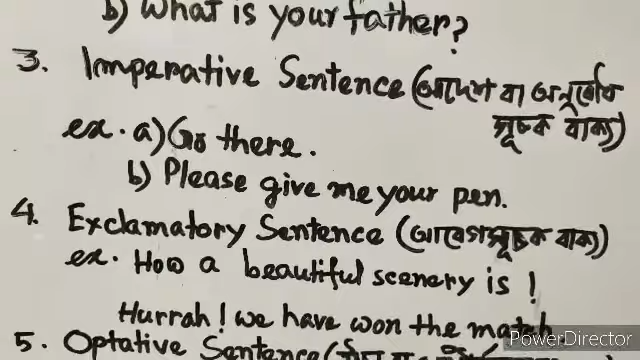 b) What is your father?
3. Imperative Sentence (আদেশ বা অনুরোধ
সূচক বাক্য)
ex. a) Go there.
b) Please give me your pen.
4. Exclamatory Sentence (আবেগসূচক বাক্য)
ex. How a beautiful scenery is !
Hurrah! we have won the match
5. Optative Sentence (
PowerDirector